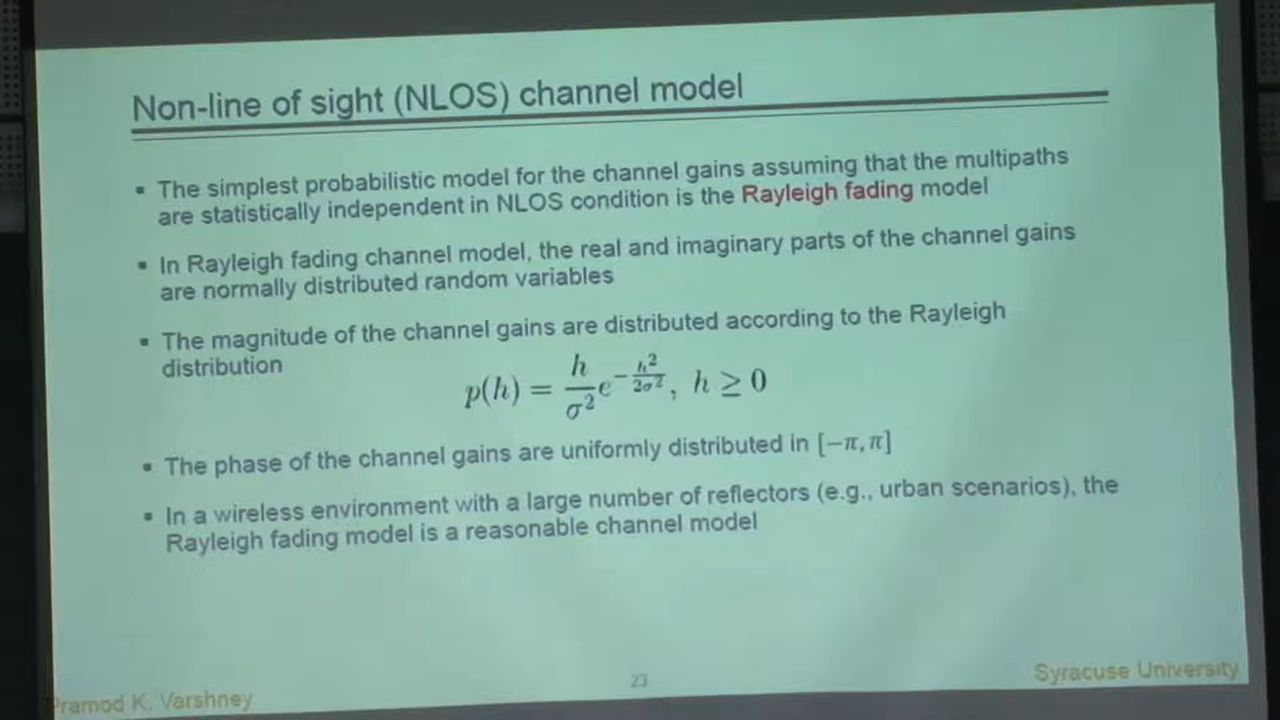 Non-line of sight (NLOS) channel model
▪ The simplest probabilistic model for the channel gains assuming that the multipaths
are statistically independent in NLOS condition is the Rayleigh fading model
▪ In Rayleigh fading channel model, the real and imaginary parts of the channel gains
are normally distributed random variables
▪ The magnitude of the channel gains are distributed according to the Rayleigh
distribution
p(h) = h/σ² e^{-h²/2σ²}, h ≥ 0
▪ The phase of the channel gains are uniformly distributed in [−π, π]
▪ In a wireless environment with a large number of reflectors (e.g., urban scenarios), the
Rayleigh fading model is a reasonable channel model
Pramod K. Varshney
23
Syracuse University